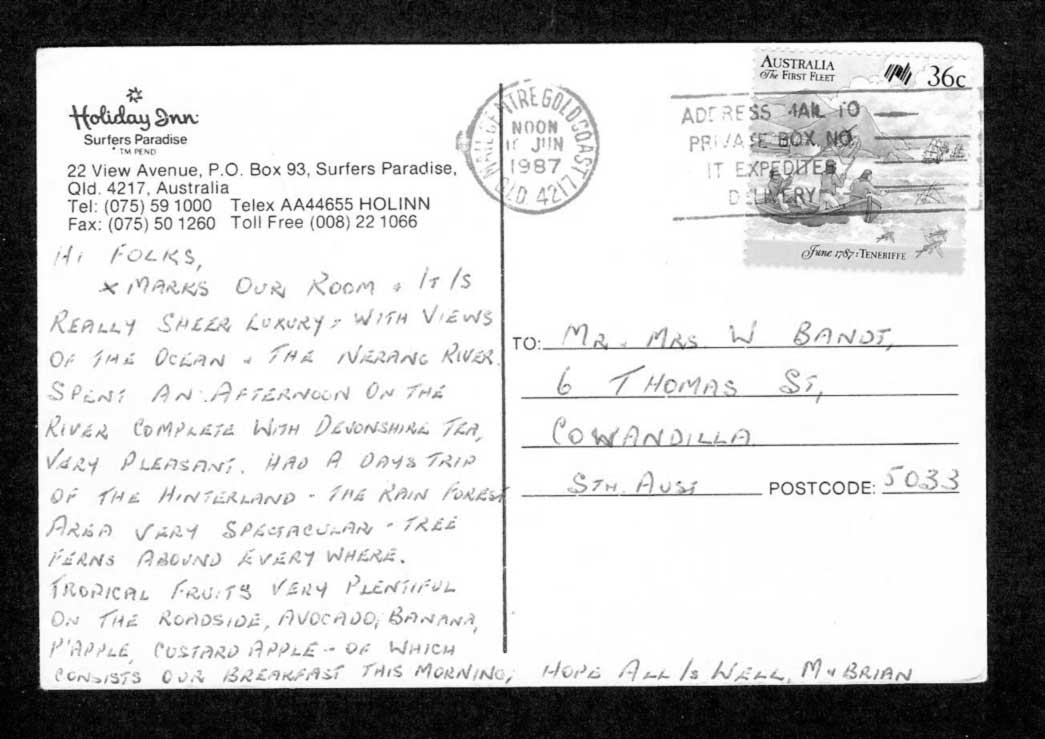 Holiday Inn
Surfers Paradise
* TM PEND
22 View Avenue, P.O. Box 93, Surfers Paradise,
Qld. 4217, Australia
Tel: (075) 59 1000 Telex AA44655 HOLINN
Fax: (075) 50 1260 Toll Free (008) 22 1066
HI FOLKS,
X MARKS OUR ROOM. IT IS
REALLY SHEER LUXURY, WITH VIEWS
OF THE OCEAN & THE NERANG RIVER.
SPENT AN AFTERNOON ON THE
RIVER COMPLETE WITH DEVONSHIRE TEA,
VERY PLEASANT. HAD A DAYS TRIP
OF THE HINTERLAND - THE RAIN FOREST
AREA VERY SPECTACULAR - TREE
FERNS ABOUND EVERYWHERE.
TROPICAL FRUITS VERY PLENTIFUL
ON THE ROADSIDE, AVOCADO, BANANA,
P'APPLE, CUSTARD APPLE - OF WHICH
CONSISTS OUR BREAKFAST THIS MORNING, HOPE ALL IS WELL, M & BRIAN
MAIL CENTRE GOLD COAST
NOON
JUN
1987
QLD. 4217
ADDRESS MAIL TO
PRIVATE BOX NO.
IT EXPEDITES
DELIVERY
AUSTRALIA
The FIRST FLEET
36c
June 1787: TENERIFFE
TO: MR. MRS. W BANDT,
6 THOMAS ST,
COWANDILLA
STH. AUST POSTCODE: 5033